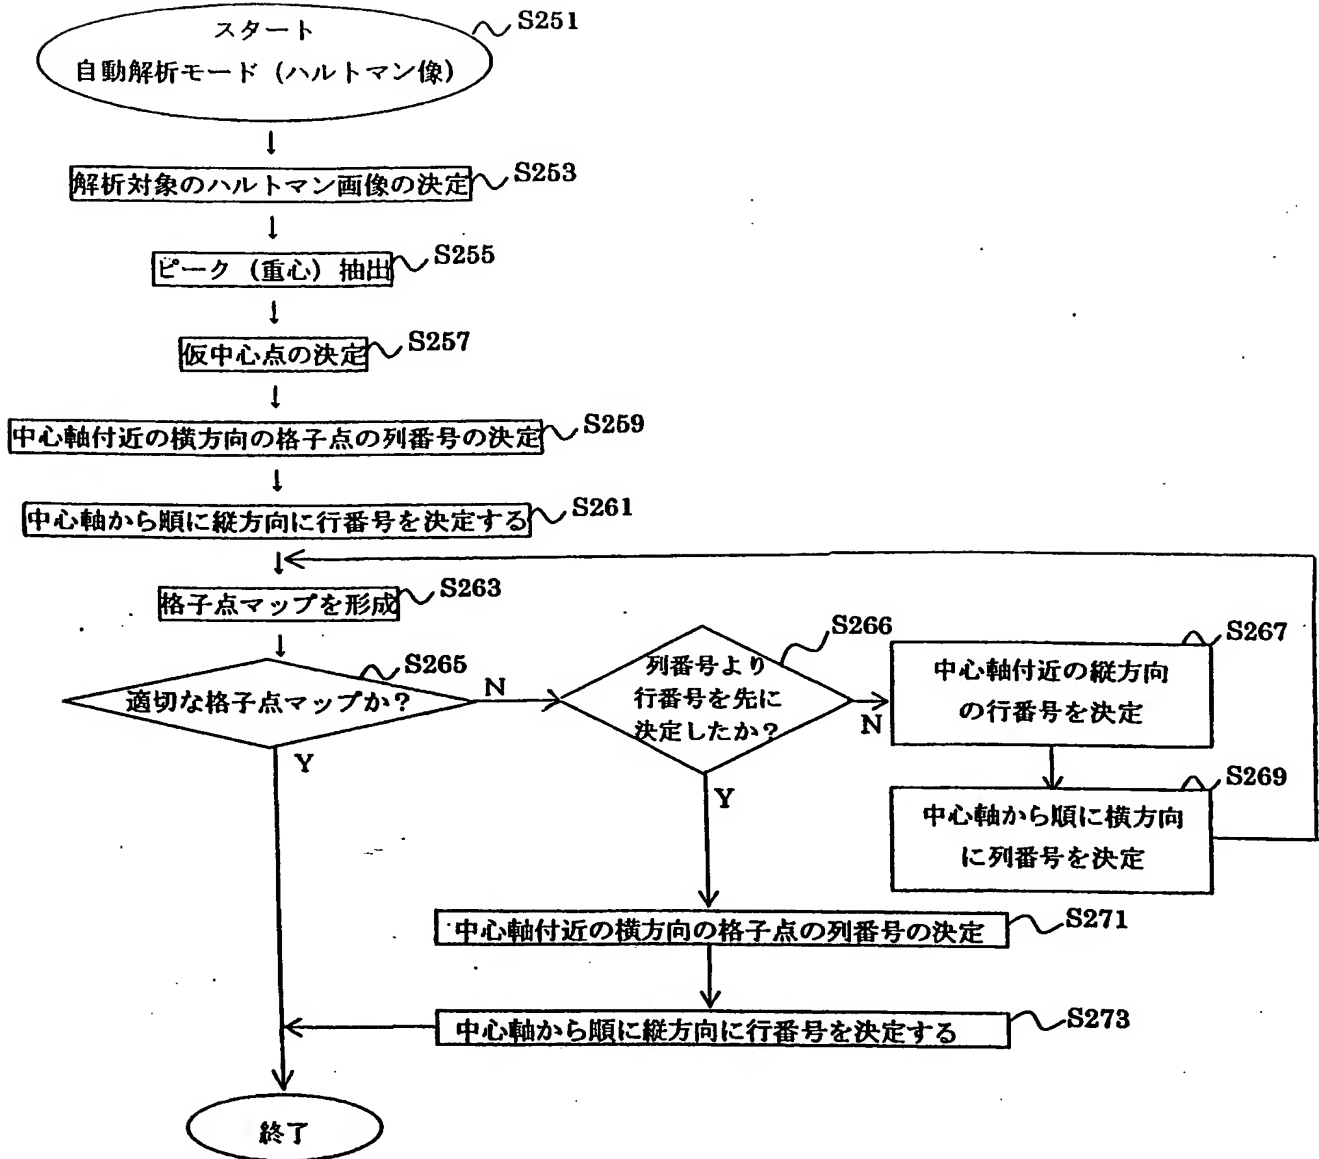 スタート
自動解析モード（ハルトマン像）
S251
解析対象のハルトマン画像の決定
S253
ピーク（重心）抽出
S255
仮中心点の決定
S257
中心軸付近の横方向の格子点の列番号の決定
S259
中心軸から順に縦方向に行番号を決定する
S261
格子点マップを形成
S263
適切な格子点マップか？
S265
N
Y
列番号より
行番号を先に
決定したか？
S266
N
Y
中心軸付近の縦方向
の行番号を決定
S267
中心軸から順に横方向
に列番号を決定
S269
中心軸付近の横方向の格子点の列番号の決定
S271
中心軸から順に縦方向に行番号を決定する
S273
終了